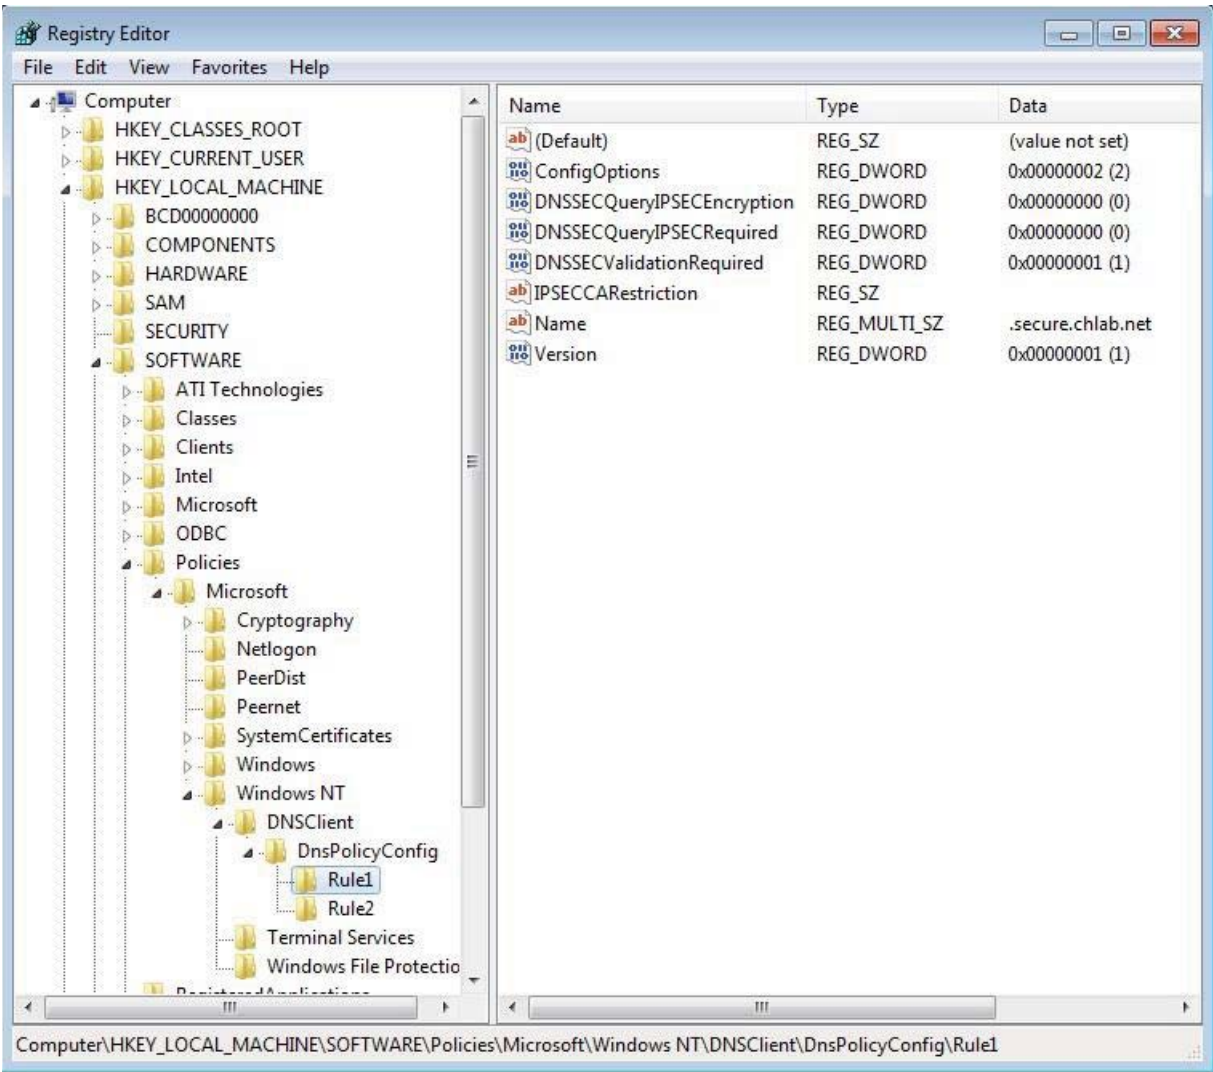 Registry Editor
File Edit View Favorites Help
Computer
HKEY_CLASSES_ROOT
HKEY_CURRENT_USER
HKEY_LOCAL_MACHINE
BCD00000000
COMPONENTS
HARDWARE
SAM
SECURITY
SOFTWARE
ATI Technologies
Classes
Clients
Intel
Microsoft
ODBC
Policies
Microsoft
Cryptography
Netlogon
PeerDist
Peernet
SystemCertificates
Windows
Windows NT
DNSClient
DnsPolicyConfig
Rule1
Rule2
Terminal Services
Windows File Protectio
Name Type Data
(Default) REG_SZ (value not set)
ConfigOptions REG_DWORD 0x00000002 (2)
DNSSECQueryIPSECEncryption REG_DWORD 0x00000000 (0)
DNSSECQueryIPSECRequired REG_DWORD 0x00000000 (0)
DNSSECValidationRequired REG_DWORD 0x00000001 (1)
IPSECCARestriction REG_SZ
Name REG_MULTI_SZ .secure.chlab.net
Version REG_DWORD 0x00000001 (1)
Computer\HKEY_LOCAL_MACHINE\SOFTWARE\Policies\Microsoft\Windows NT\DNSClient\DnsPolicyConfig\Rule1